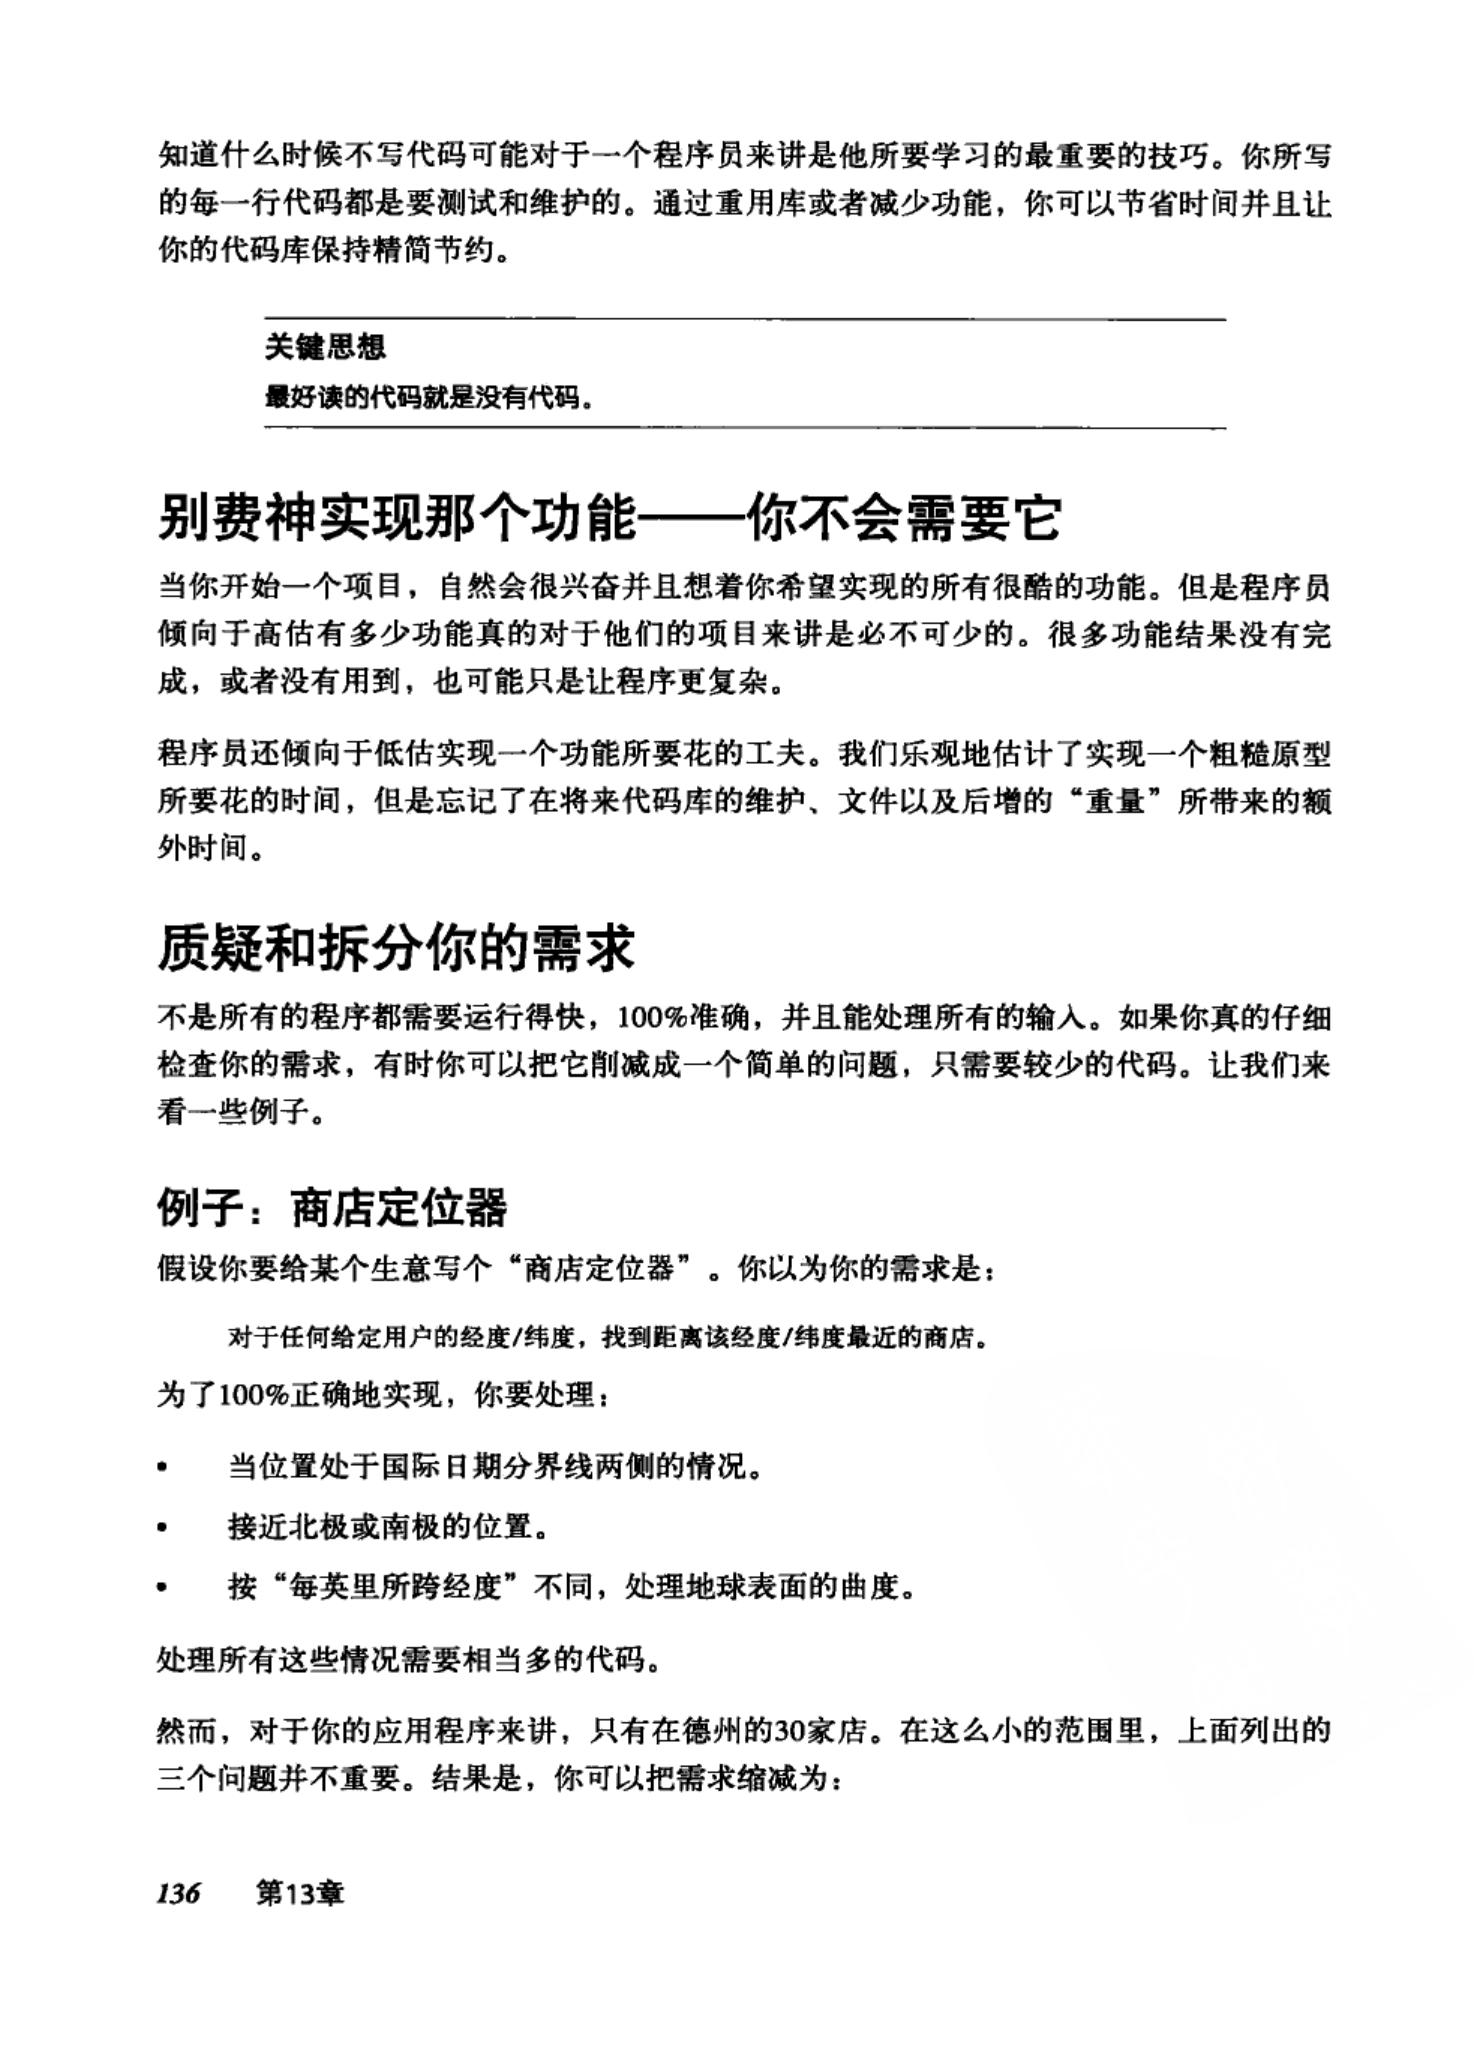 知道什么时候不写代码可能对于一个程序员来讲是他所要学习的最重要的技巧。你所写
的每一行代码都是要测试和维护的。通过重用库或者减少功能，你可以节省时间并且让
你的代码库保持精简节约。
关键思想
最好读的代码就是没有代码。
别费神实现那个功能——你不会需要它
当你开始一个项目，自然会很兴奋并且想着你希望实现的所有很酷的功能。但是程序员
倾向于高估有多少功能真的对于他们的项目来讲是必不可少的。很多功能结果没有完
成，或者没有用到，也可能只是让程序更复杂。
程序员还倾向于低估实现一个功能所要花的工夫。我们乐观地估计了实现一个粗糙原型
所要花的时间，但是忘记了在将来代码库的维护、文件以及后增的“重量”所带来的额
外时间。
质疑和拆分你的需求
不是所有的程序都需要运行得快，100%准确，并且能处理所有的输入。如果你真的仔细
检查你的需求，有时你可以把它削减成一个简单的问题，只需要较少的代码。让我们来
看一些例子。
例子：商店定位器
假设你要给某个生意写个“商店定位器”。你以为你的需求是：
对于任何给定用户的经度/纬度，找到距离该经度/纬度最近的商店。
为了100%正确地实现，你要处理：
• 当位置处于国际日期分界线两侧的情况。
• 接近北极或南极的位置。
• 按“每英里所跨经度”不同，处理地球表面的曲度。
处理所有这些情况需要相当多的代码。
然而，对于你的应用程序来讲，只有在德州的30家店。在这么小的范围里，上面列出的
三个问题并不重要。结果是，你可以把需求缩减为：
136 第13章